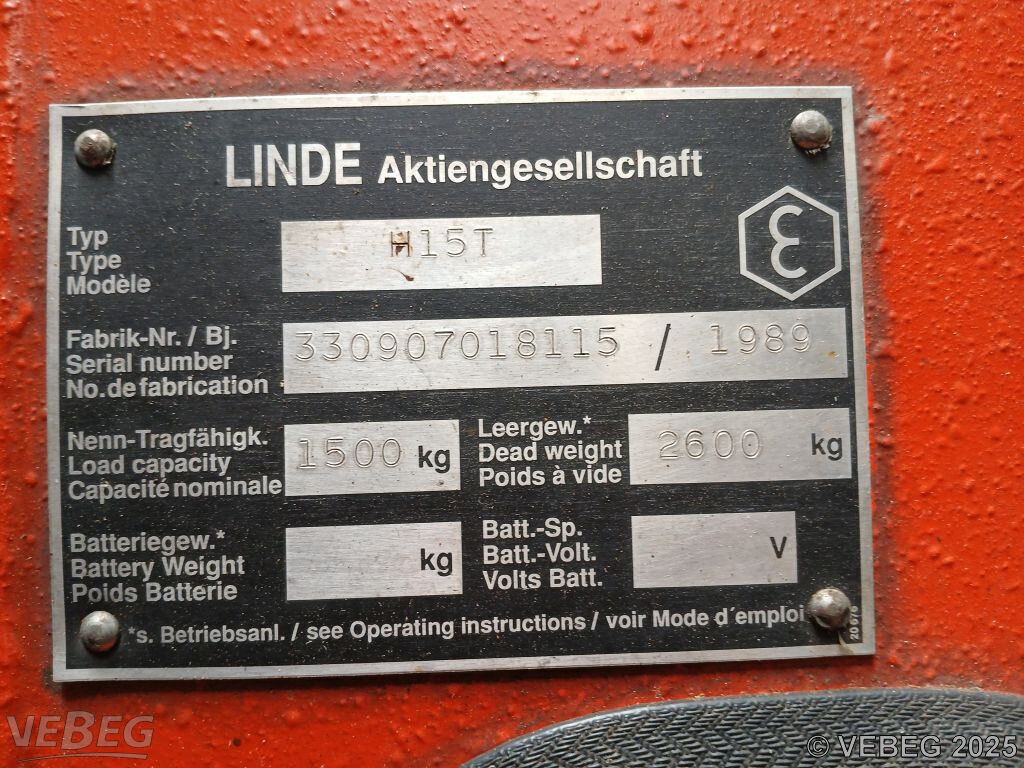 LINDE Aktiengesellschaft
Typ
Type
Modèle
H15T
Fabrik-Nr. / Bj.
Serial number
No. de fabrication
330907018115 / 1989
Nenn-Tragfähigk.
Load capacity
Capacité nominale
1500 kg
Leergew.*
Dead weight
Poids à vide
2600 kg
Batteriegew.*
Battery Weight
Poids Batterie
kg
Batt.-Sp.
Batt.-Volt.
Volts Batt.
V
*s. Betriebsanl. / see Operating instructions / voir Mode d´emploi
VEBEG
© VEBEG 2025